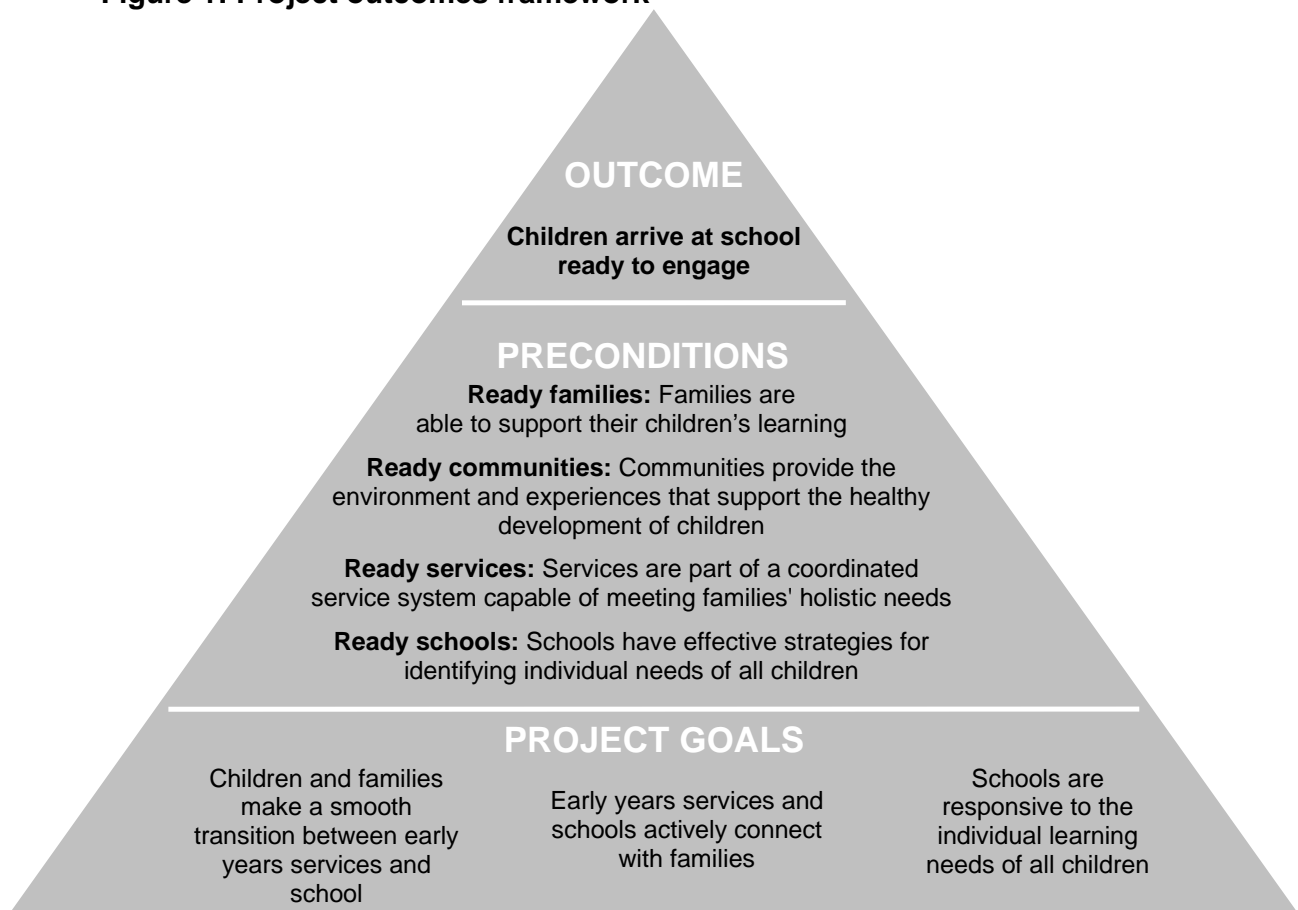 Figure 1: Project outcomes framework
OUTCOME
Children arrive at school
ready to engage
PRECONDITIONS
Ready families: Families are
able to support their children’s learning
Ready communities: Communities provide the
environment and experiences that support the healthy
development of children
Ready services: Services are part of a coordinated
service system capable of meeting families' holistic needs
Ready schools: Schools have effective strategies for
identifying individual needs of all children
PROJECT GOALS
Children and families
make a smooth
transition between early
years services and
school
Early years services and
schools actively connect
with families
Schools are
responsive to the
individual learning
needs of all children